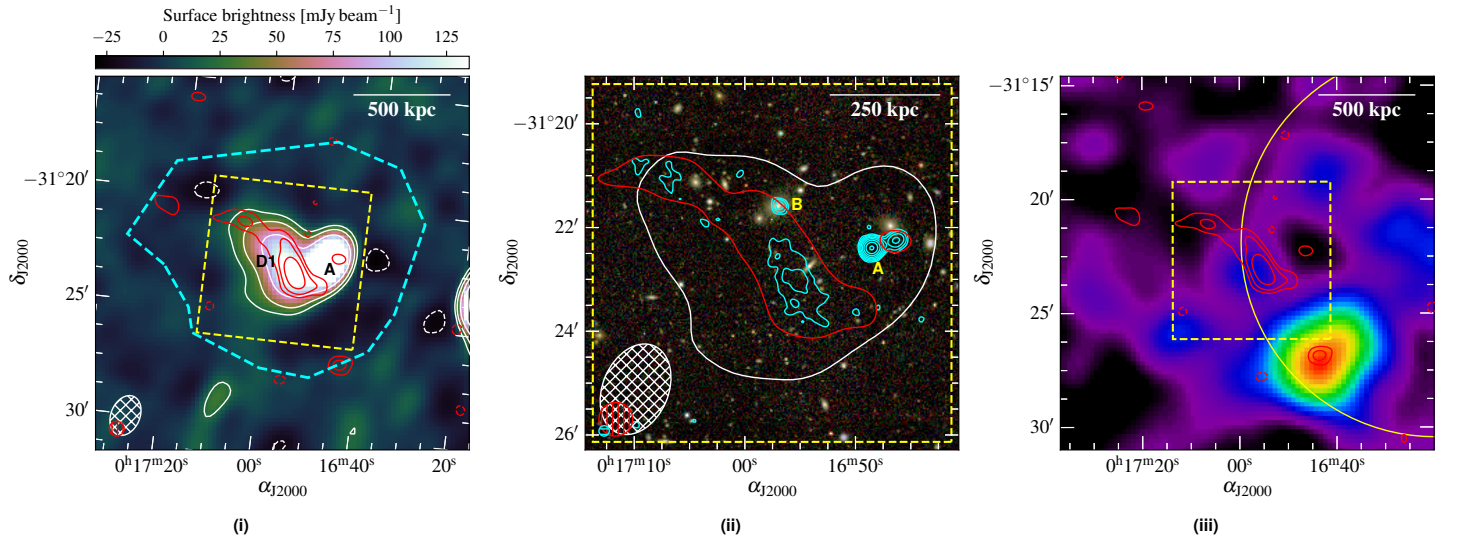 Surface brightness [mJy beam⁻¹]
−25 0 25 50 75 100 125
500 kpc
D1
A
−31°20′
25′
30′
δJ2000
0ʰ17ᵐ20ˢ 00ˢ 16ᵐ40ˢ 20ˢ
αJ2000
(i)
250 kpc
B
A
−31°20′
22′
24′
26′
δJ2000
0ʰ17ᵐ10ˢ 00ˢ 16ᵐ50ˢ
αJ2000
(ii)
500 kpc
−31°15′
20′
25′
30′
δJ2000
0ʰ17ᵐ20ˢ 00ˢ 16ᵐ40ˢ
αJ2000
(iii)